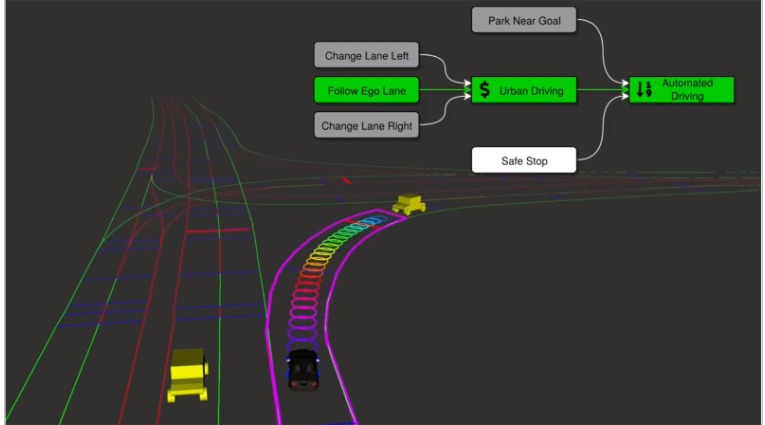 Park Near Goal
Change Lane Left
Follow Ego Lane
$ Urban Driving
Automated
Driving
Change Lane Right
Safe Stop